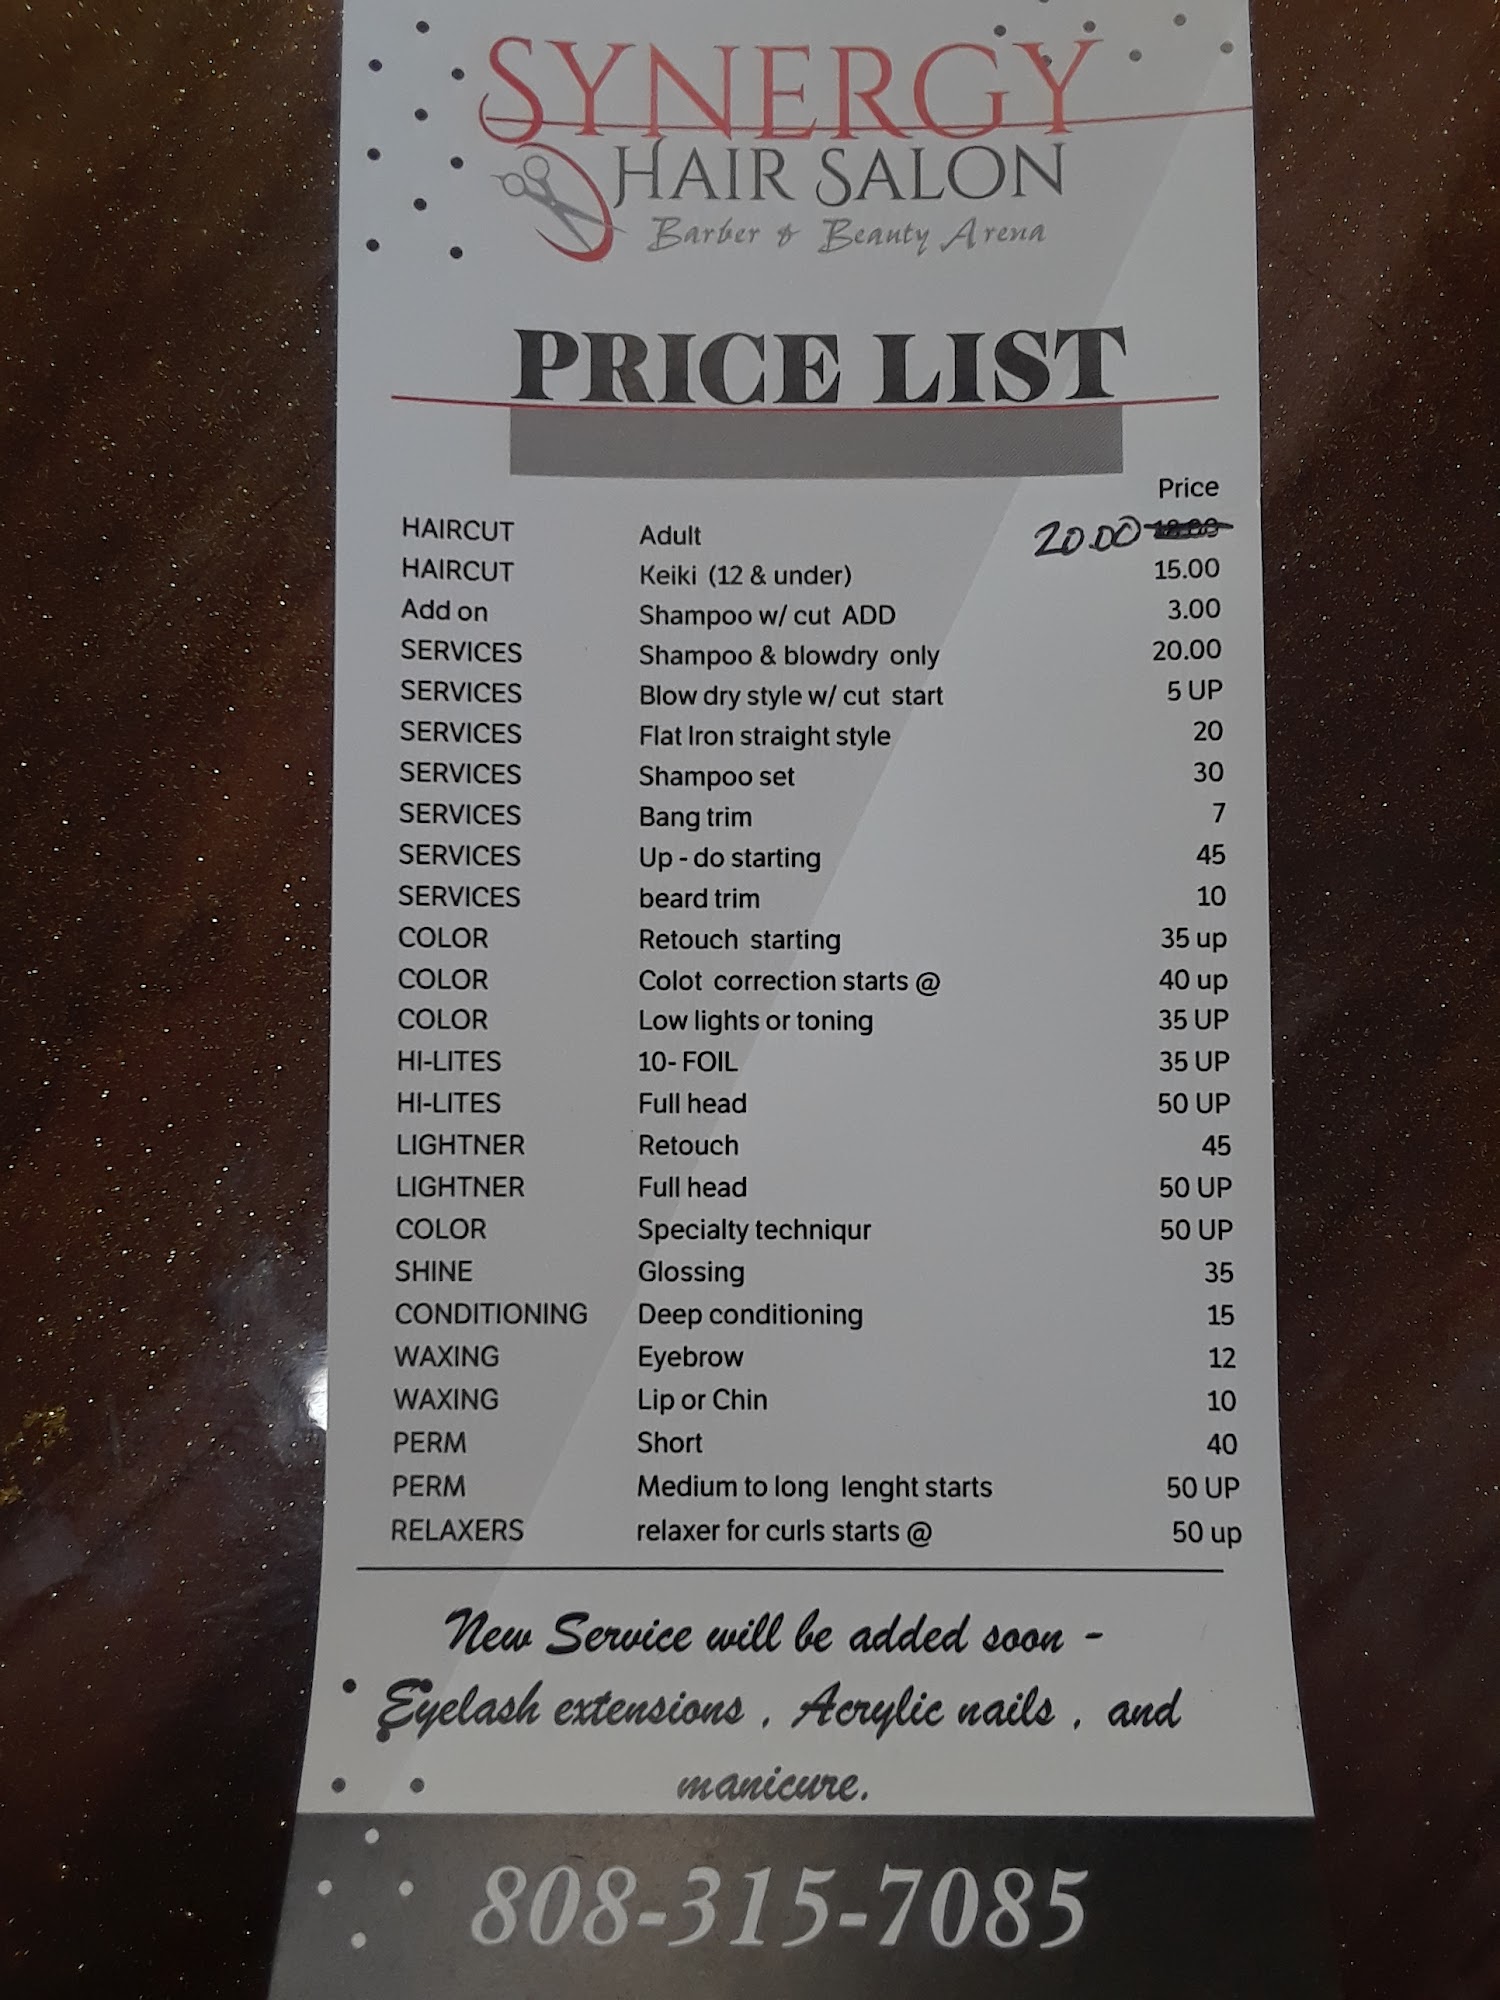 SYNERGY
HAIR SALON
Barber & Beauty Arena
PRICE LIST
Price
HAIRCUT Adult 20.00
HAIRCUT Keiki (12 & under) 15.00
Add on Shampoo w/ cut ADD 3.00
SERVICES Shampoo & blowdry only 20.00
SERVICES Blow dry style w/ cut start 5 UP
SERVICES Flat Iron straight style 20
SERVICES Shampoo set 30
SERVICES Bang trim 7
SERVICES Up - do starting 45
SERVICES beard trim 10
COLOR Retouch starting 35 up
COLOR Colot correction starts @ 40 up
COLOR Low lights or toning 35 UP
HI-LITES 10- FOIL 35 UP
HI-LITES Full head 50 UP
LIGHTNER Retouch 45
LIGHTNER Full head 50 UP
COLOR Specialty techniqur 50 UP
SHINE Glossing 35
CONDITIONING Deep conditioning 15
WAXING Eyebrow 12
WAXING Lip or Chin 10
PERM Short 40
PERM Medium to long lenght starts 50 UP
RELAXERS relaxer for curls starts @ 50 up
New Service will be added soon -
Eyelash extensions , Acrylic nails , and
manicure.
808-315-7085